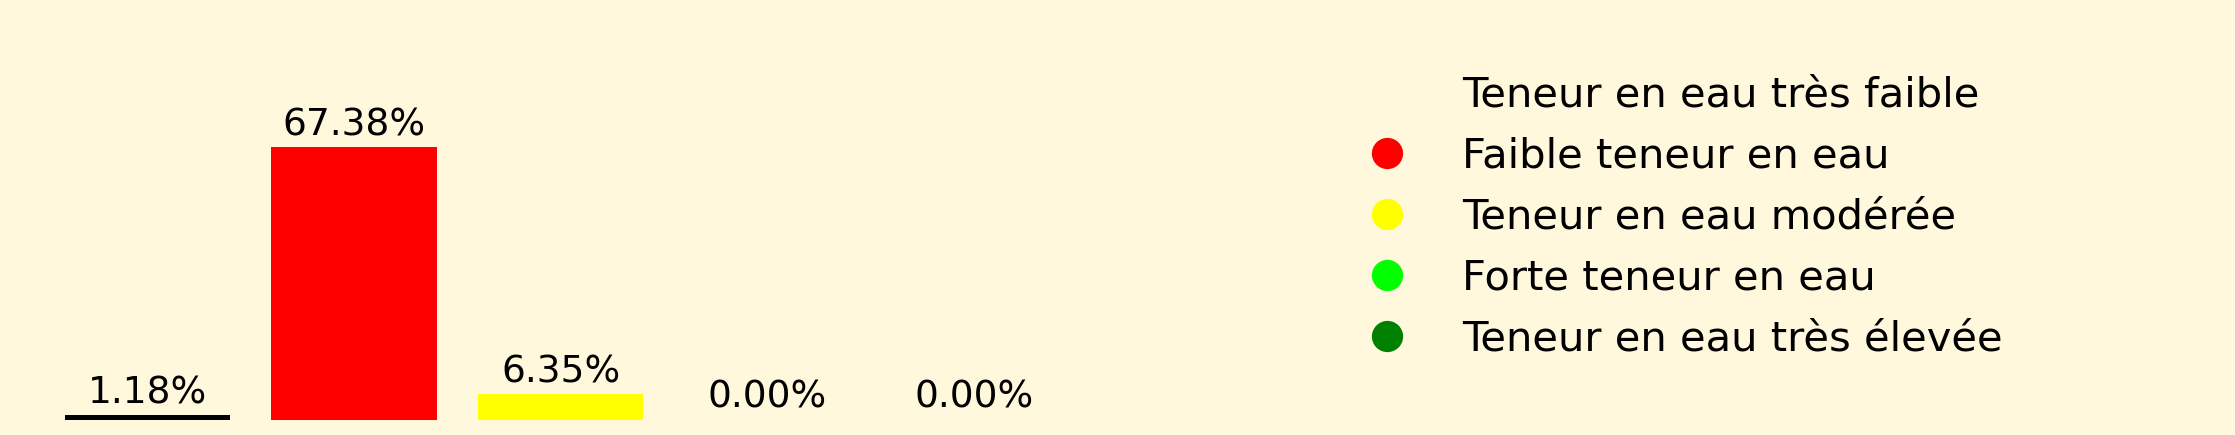 67.38%
1.18%
6.35%
0.00%
0.00%
Teneur en eau très faible
Faible teneur en eau
Teneur en eau modérée
Forte teneur en eau
Teneur en eau très élevée